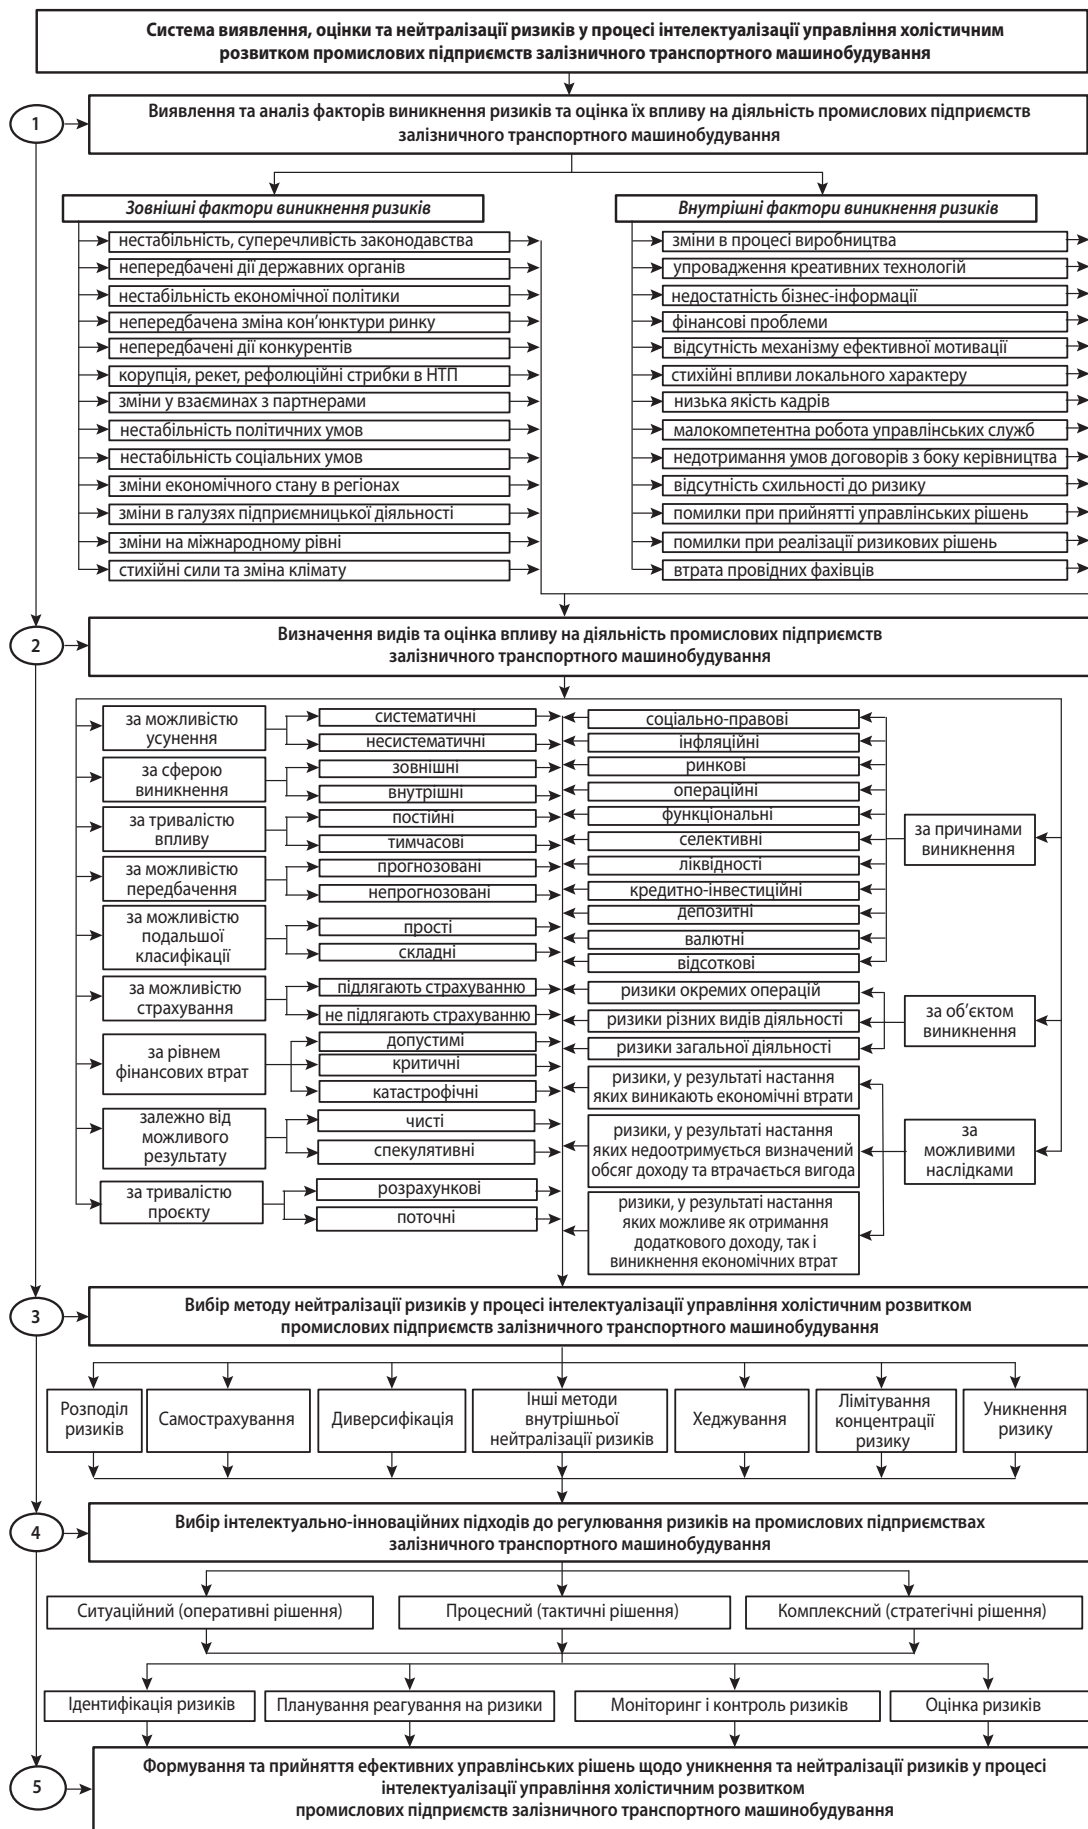 Система виявлення, оцінки та нейтралізації ризиків у процесі інтелектуалізації управління холістичним
розвитком промислових підприємств залізничного транспортного машинобудування
1
Виявлення та аналіз факторів виникнення ризиків та оцінка їх впливу на діяльність промислових підприємств
залізничного транспортного машинобудування
Зовнішні фактори виникнення ризиків
нестабільність, суперечливість законодавства
непередбачені дії державних органів
нестабільність економічної політики
непередбачена зміна кон’юнктури ринку
непередбачені дії конкурентів
корупція, рекет, рефолюційні стрибки в НТП
зміни у взаєминах з партнерами
нестабільність політичних умов
нестабільність соціальних умов
зміни економічного стану в регіонах
зміни в галузях підприємницької діяльності
зміни на міжнародному рівні
стихійні сили та зміна клімату
Внутрішні фактори виникнення ризиків
зміни в процесі виробництва
упровадження креативних технологій
недостатність бізнес-інформації
фінансові проблеми
відсутність механізму ефективної мотивації
стихійні впливи локального характеру
низька якість кадрів
малокомпетентна робота управлінських служб
недотримання умов договорів з боку керівництва
відсутність схильності до ризику
помилки при прийнятті управлінських рішень
помилки при реалізації ризикових рішень
втрата провідних фахівців
2
Визначення видів та оцінка впливу на діяльність промислових підприємств
залізничного транспортного машинобудування
за можливістю
усунення
систематичні
несистематичні
за сферою
виникнення
зовнішні
внутрішні
за тривалістю
впливу
постійні
тимчасові
за можливістю
передбачення
прогнозовані
непрогнозовані
за можливістю
подальшої
класифікації
прості
складні
за можливістю
страхування
підлягають страхуванню
не підлягають страхуванню
за рівнем
фінансових втрат
допустимі
критичні
катастрофічні
залежно від
можливого
результату
чисті
спекулятивні
за тривалістю
проєкту
розрахункові
поточні
соціально-правові
інфляційні
ринкові
операційні
функціональні
селективні
ліквідності
кредитно-інвестиційні
депозитні
валютні
відсоткові
за причинами
виникнення
ризики окремих операцій
ризики різних видів діяльності
ризики загальної діяльності
за об’єктом
виникнення
ризики, у результаті настання
яких виникають економічні втрати
ризики, у результаті настання
яких недоотримується визначений
обсяг доходу та втрачається вигода
ризики, у результаті настання
яких можливе як отримання
додаткового доходу, так і
виникнення економічних втрат
за
можливими
наслідками
3
Вибір методу нейтралізації ризиків у процесі інтелектуалізації управління холістичним розвитком
промислових підприємств залізничного транспортного машинобудування
Розподіл
ризиків
Самострахування
Диверсифікація
Інші методи
внутрішньої
нейтралізації ризиків
Хеджування
Лімітування
концентрації
ризику
Уникнення
ризику
4
Вибір інтелектуально-інноваційних підходів до регулювання ризиків на промислових підприємствах
залізничного транспортного машинобудування
Ситуаційний (оперативні рішення)
Процесний (тактичні рішення)
Комплексний (стратегічні рішення)
Ідентифікація ризиків
Планування реагування на ризики
Моніторинг і контроль ризиків
Оцінка ризиків
5
Формування та прийняття ефективних управлінських рішень щодо уникнення та нейтралізації ризиків у процесі
інтелектуалізації управління холістичним розвитком
промислових підприємств залізничного транспортного машинобудування